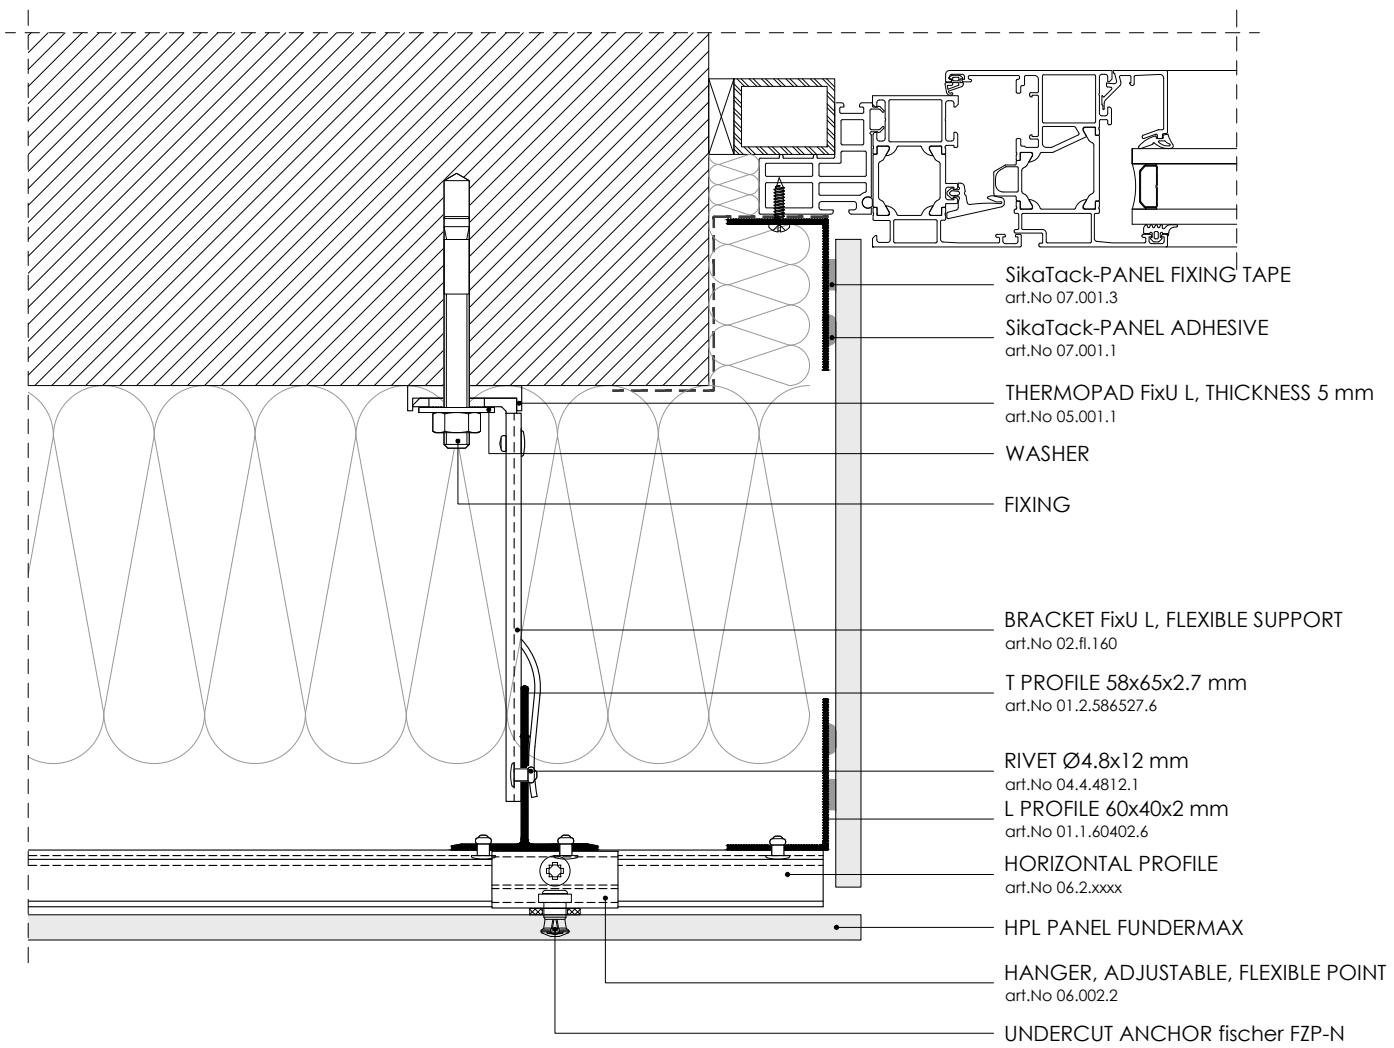 SikaTack-PANEL FIXING TAPE
art.No 07.001.3
SikaTack-PANEL ADHESIVE
art.No 07.001.1
THERMOPAD FixU L, THICKNESS 5 mm
art.No 05.001.1
WASHER
FIXING
BRACKET FixU L, FLEXIBLE SUPPORT
art.No 02.fl.160
T PROFILE 58x65x2.7 mm
art.No 01.2.586527.6
RIVET Ø4.8x12 mm
art.No 04.4.4812.1
L PROFILE 60x40x2 mm
art.No 01.1.60402.6
HORIZONTAL PROFILE
art.No 06.2.xxxx
HPL PANEL FUNDERMAX
HANGER, ADJUSTABLE, FLEXIBLE POINT
art.No 06.002.2
UNDERCUT ANCHOR fischer FZP-N